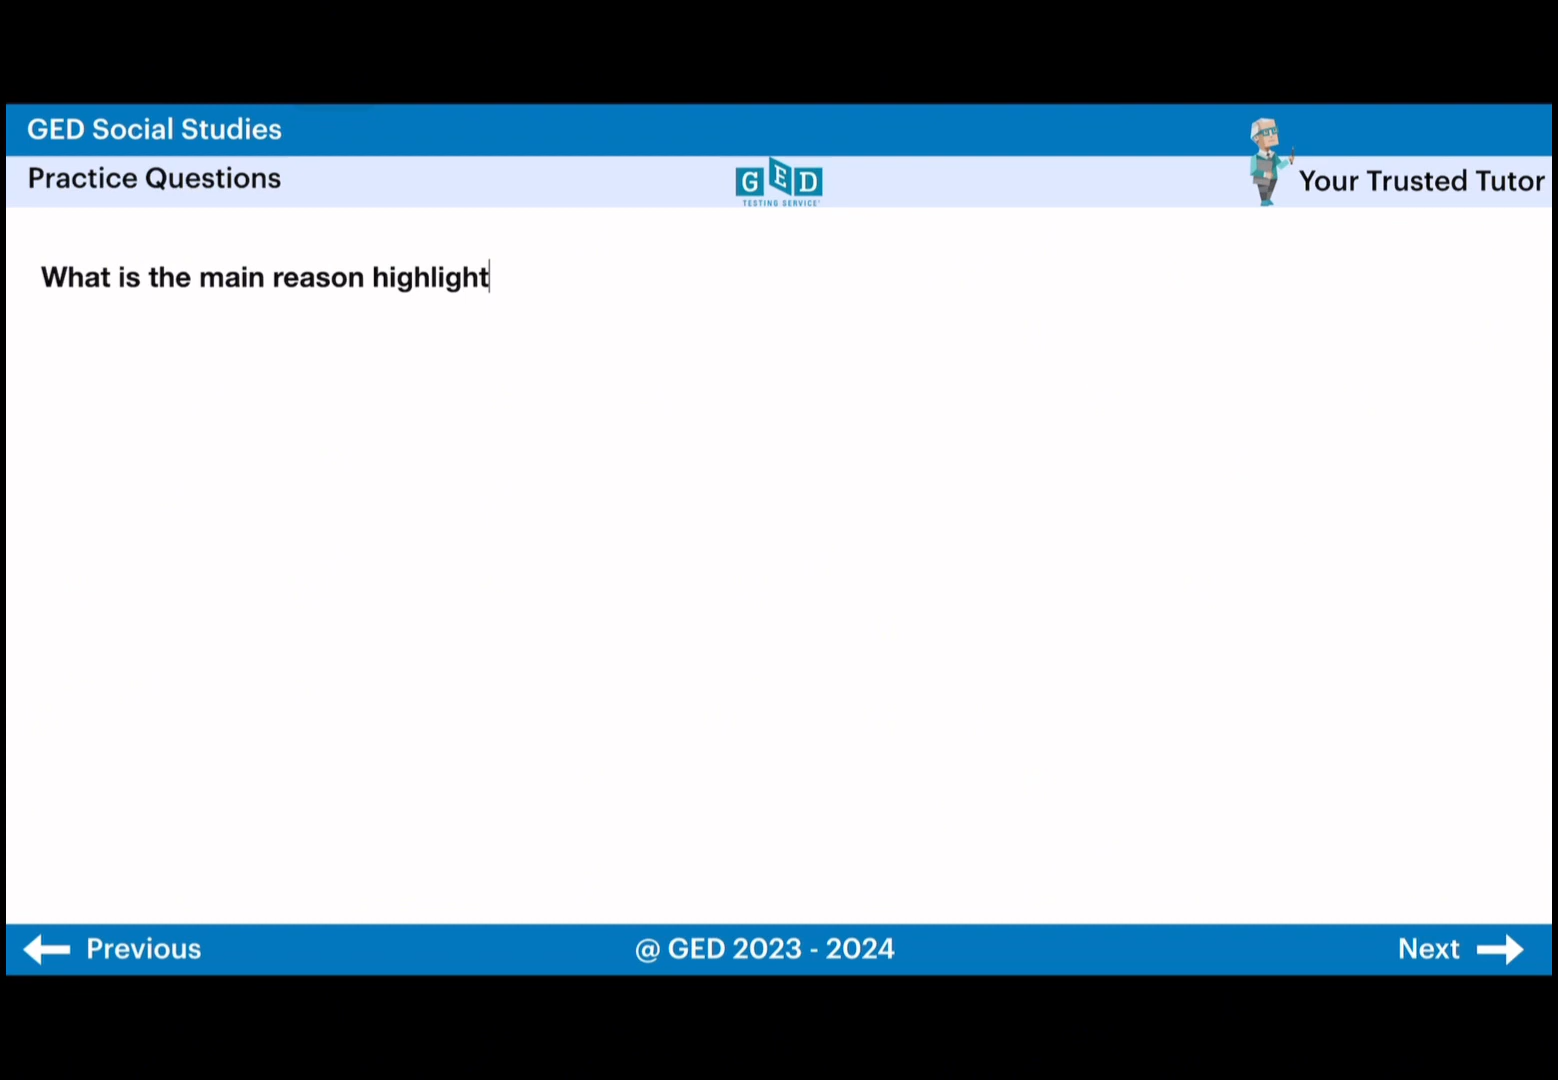 GED Social Studies
Practice Questions
GED
TESTING SERVICE
Your Trusted Tutor
What is the main reason highlight
Previous
@ GED 2023 - 2024
Next